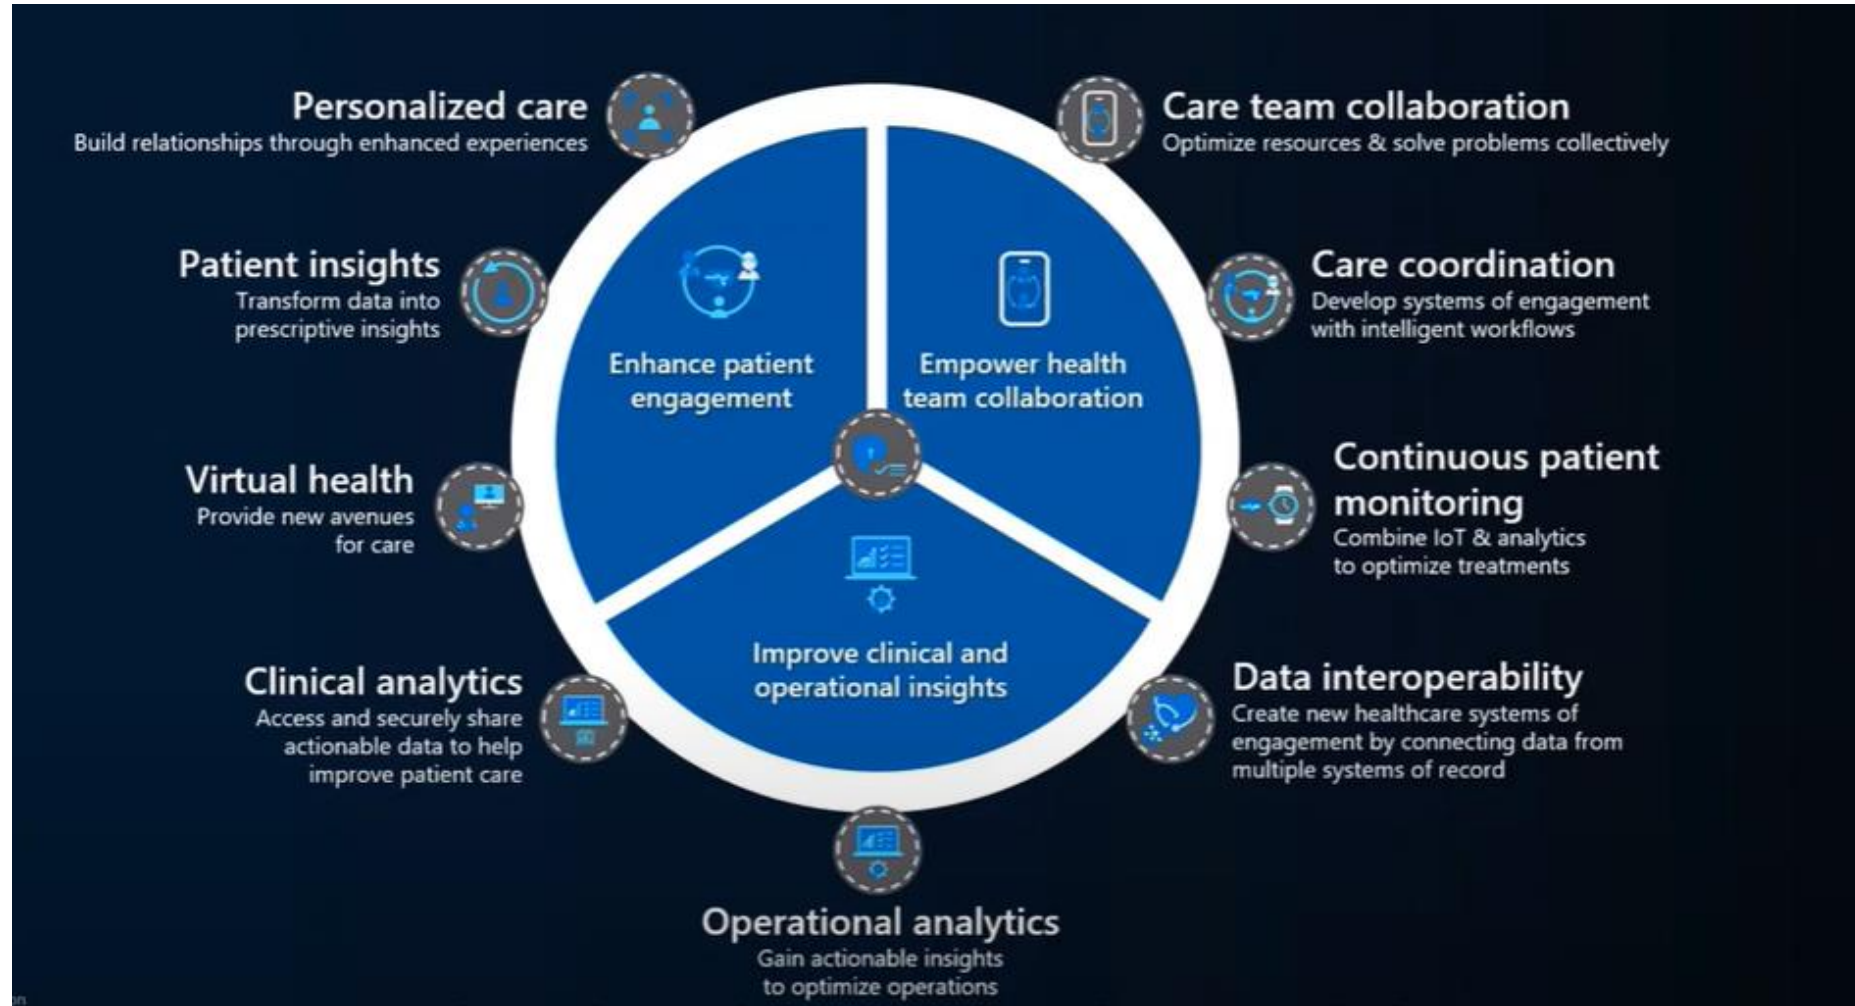 Personalized care
Build relationships through enhanced experiences
Patient insights
Transform data into
prescriptive insights
Virtual health
Provide new avenues
for care
Clinical analytics
Access and securely share
actionable data to help
improve patient care
Enhance patient
engagement
Empower health
team collaboration
Improve clinical and
operational insights
Care team collaboration
Optimize resources & solve problems collectively
Care coordination
Develop systems of engagement
with intelligent workflows
Continuous patient
monitoring
Combine IoT & analytics
to optimize treatments
Data interoperability
Create new healthcare systems of
engagement by connecting data from
multiple systems of record
Operational analytics
Gain actionable insights
to optimize operations